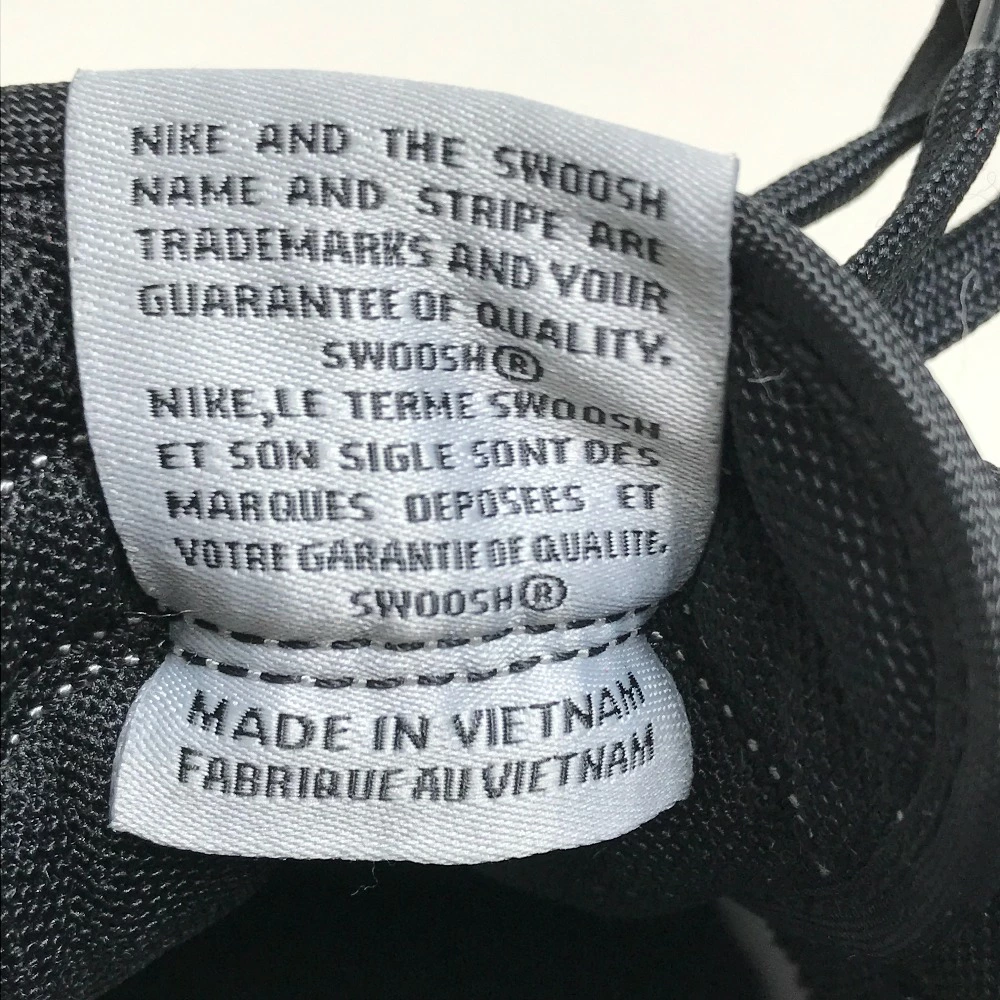 NIKE AND THE SWOOSH
NAME AND STRIPE ARE
TRADEMARKS AND YOUR
GUARANTEE OF QUALITY.
SWOOSH®
NIKE,LE TERME SWOOSH
ET SON SIGLE SONT DES
MARQUES DEPOSEES ET
VOTRE GARANTIE DE QUALITE.
SWOOSH®
MADE IN VIETNAM
FABRIQUE AU VIETNAM